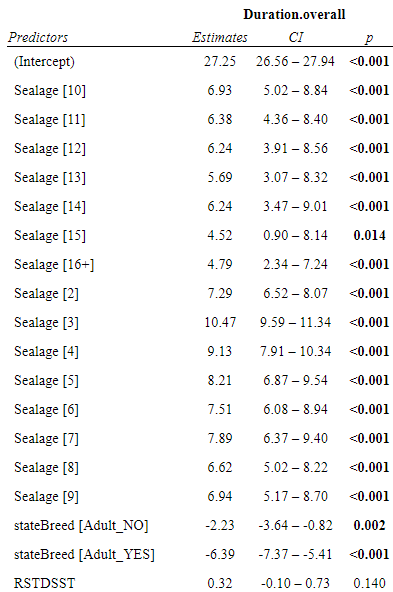 Duration.overall
Predictors Estimates CI p
(Intercept) 27.25 26.56 – 27.94 <0.001
Sealage [10] 6.93 5.02 – 8.84 <0.001
Sealage [11] 6.38 4.36 – 8.40 <0.001
Sealage [12] 6.24 3.91 – 8.56 <0.001
Sealage [13] 5.69 3.07 – 8.32 <0.001
Sealage [14] 6.24 3.47 – 9.01 <0.001
Sealage [15] 4.52 0.90 – 8.14 0.014
Sealage [16+] 4.79 2.34 – 7.24 <0.001
Sealage [2] 7.29 6.52 – 8.07 <0.001
Sealage [3] 10.47 9.59 – 11.34 <0.001
Sealage [4] 9.13 7.91 – 10.34 <0.001
Sealage [5] 8.21 6.87 – 9.54 <0.001
Sealage [6] 7.51 6.08 – 8.94 <0.001
Sealage [7] 7.89 6.37 – 9.40 <0.001
Sealage [8] 6.62 5.02 – 8.22 <0.001
Sealage [9] 6.94 5.17 – 8.70 <0.001
stateBreed [Adult_NO] -2.23 -3.64 – -0.82 0.002
stateBreed [Adult_YES] -6.39 -7.37 – -5.41 <0.001
RSTDSST 0.32 -0.10 – 0.73 0.140